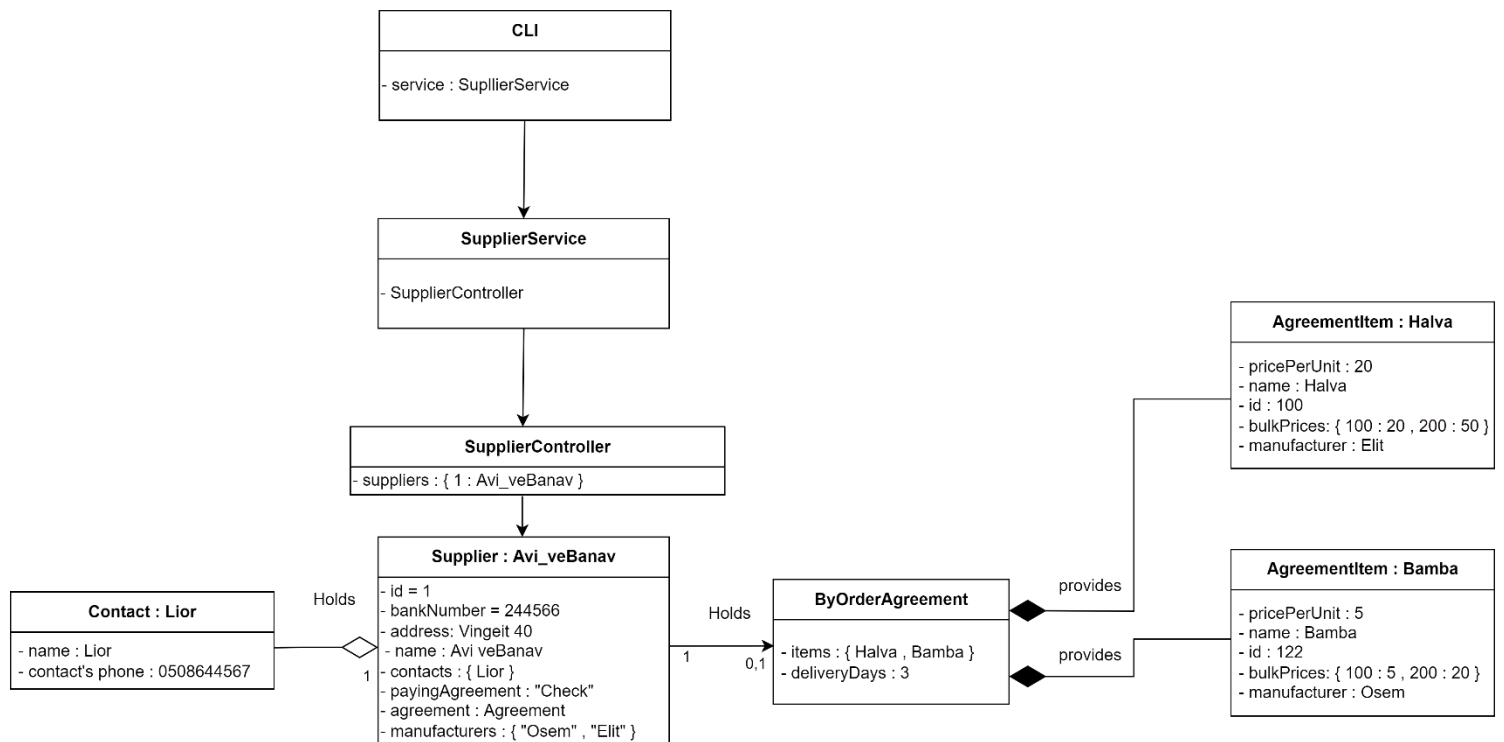 CLI
- service : SupllierService
SupplierService
- SupplierController
SupplierController
- suppliers : { 1 : Avi_veBanav }
Contact : Lior
- name : Lior
- contact's phone : 0508644567
Holds
1
Supplier : Avi_veBanav
- id = 1
- bankNumber = 244566
- address: Vingeit 40
- name : Avi veBanav
- contacts : { Lior }
- payingAgreement : "Check"
- agreement : Agreement
- manufacturers : { "Osem" , "Elit" }
Holds
1
0,1
ByOrderAgreement
- items : { Halva , Bamba }
- deliveryDays : 3
provides
provides
AgreementItem : Halva
- pricePerUnit : 20
- name : Halva
- id : 100
- bulkPrices: { 100 : 20 , 200 : 50 }
- manufacturer : Elit
AgreementItem : Bamba
- pricePerUnit : 5
- name : Bamba
- id : 122
- bulkPrices: { 100 : 5 , 200 : 20 }
- manufacturer : Osem